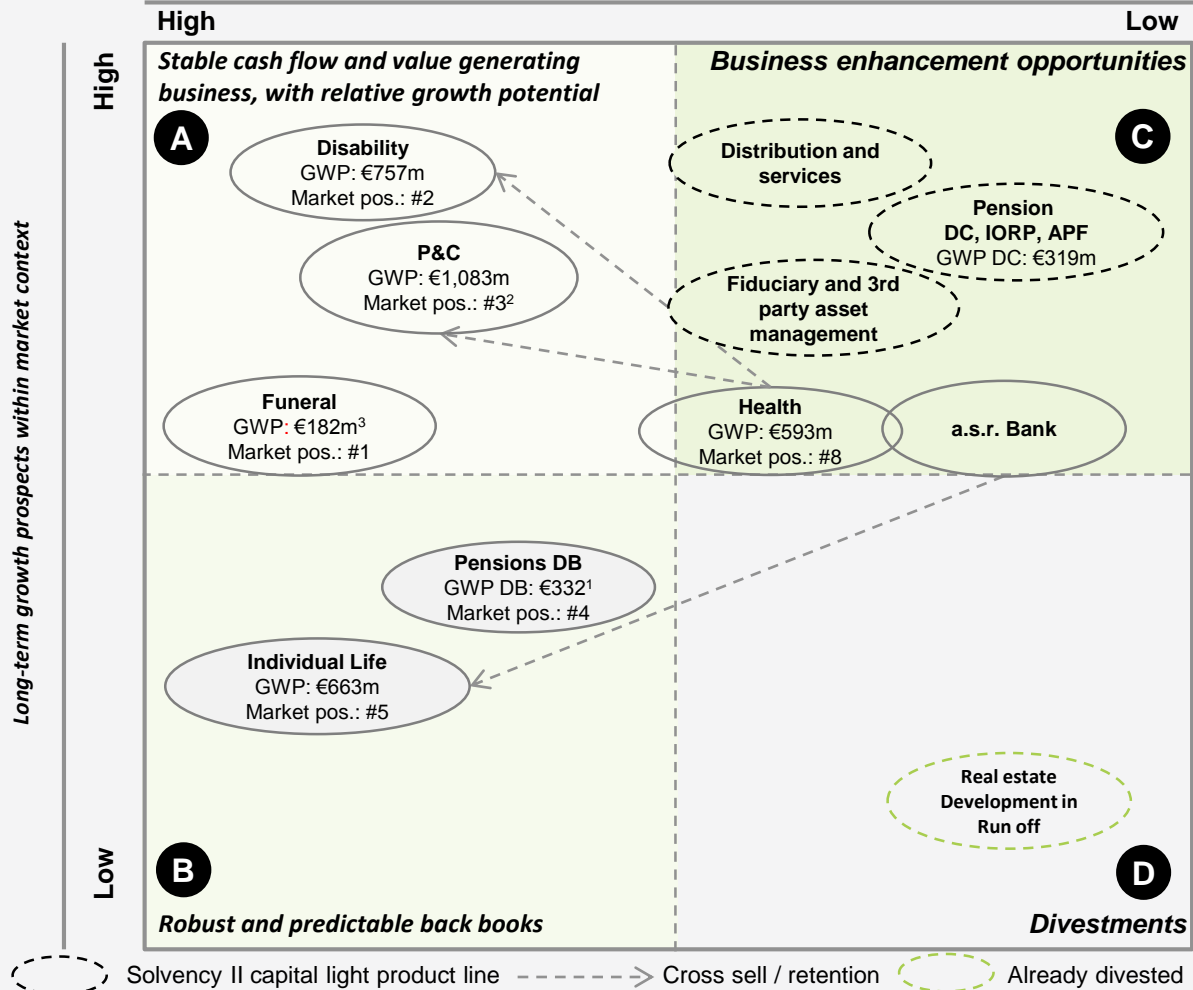 High
Low
High
Long-term growth prospects within market context
Low
Stable cash flow and value generating
business, with relative growth potential
A
Disability
GWP: €757m
Market pos.: #2
P&C
GWP: €1,083m
Market pos.: #3²
Funeral
GWP: €182m³
Market pos.: #1
Business enhancement opportunities
C
Distribution and
services
Pension
DC, IORP, APF
GWP DC: €319m
Fiduciary and 3rd
party asset
management
Health
GWP: €593m
Market pos.: #8
a.s.r. Bank
Pensions DB
GWP DB: €332¹
Market pos.: #4
Individual Life
GWP: €663m
Market pos.: #5
B
Robust and predictable back books
Real estate
Development in
Run off
D
Divestments
Solvency II capital light product line
Cross sell / retention
Already divested